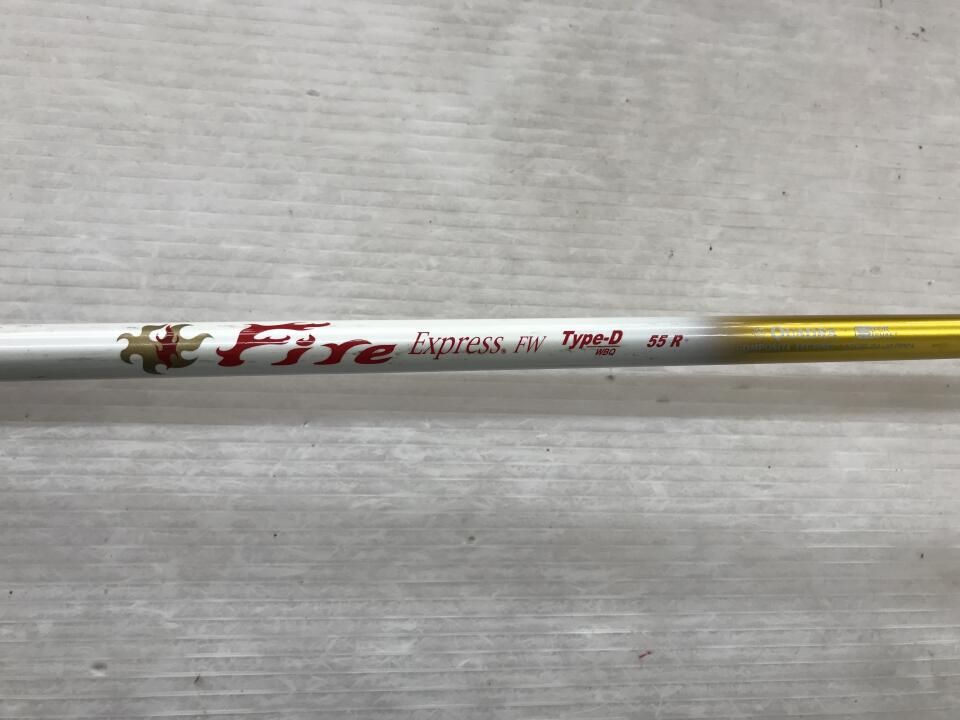 Fire Express. FW Type-D 55 R
WBQ